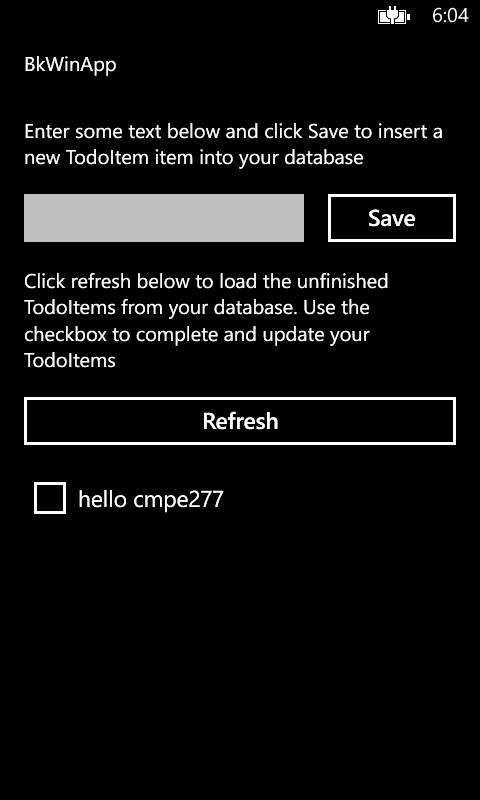 6:04
BkWinApp
Enter some text below and click Save to insert a
new TodoItem item into your database
Save
Click refresh below to load the unfinished
TodoItems from your database. Use the
checkbox to complete and update your
TodoItems
Refresh
hello cmpe277